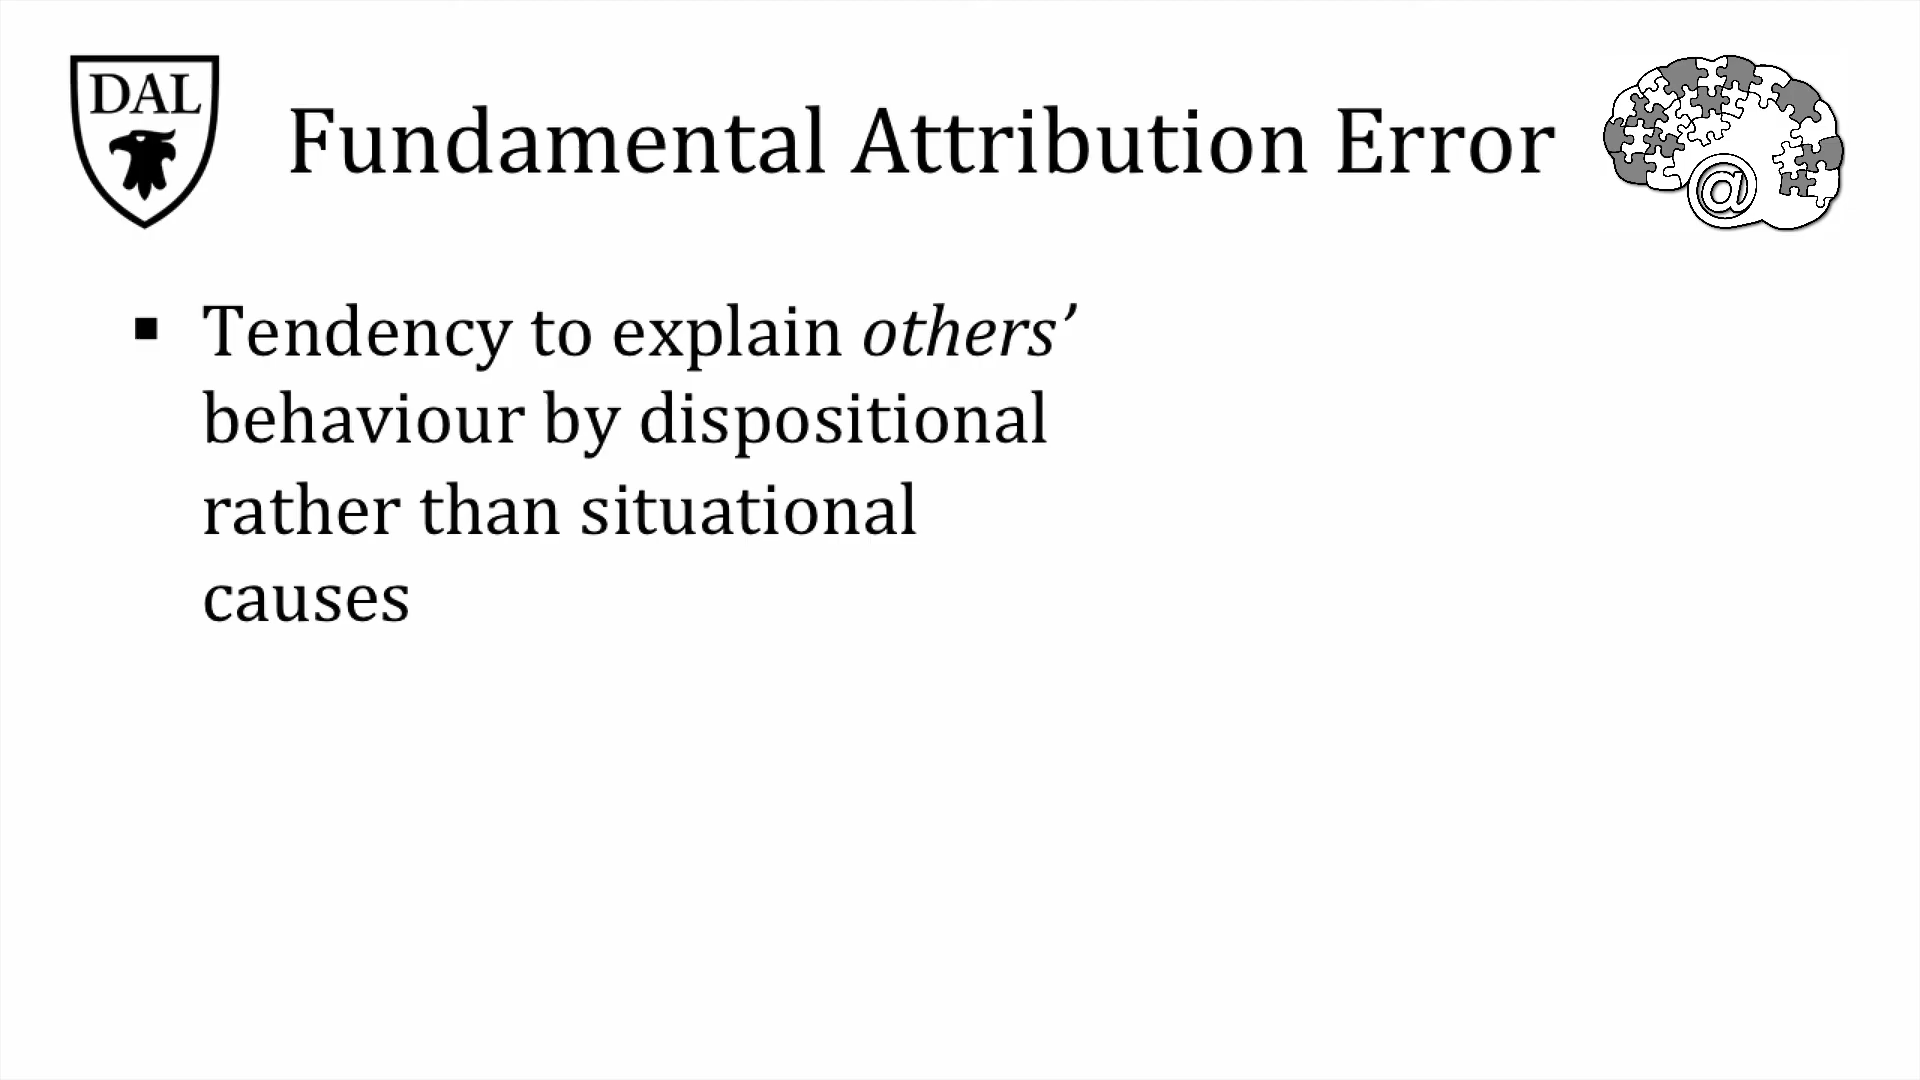 DAL
Fundamental Attribution Error
@
▪ Tendency to explain others’
behaviour by dispositional
rather than situational
causes